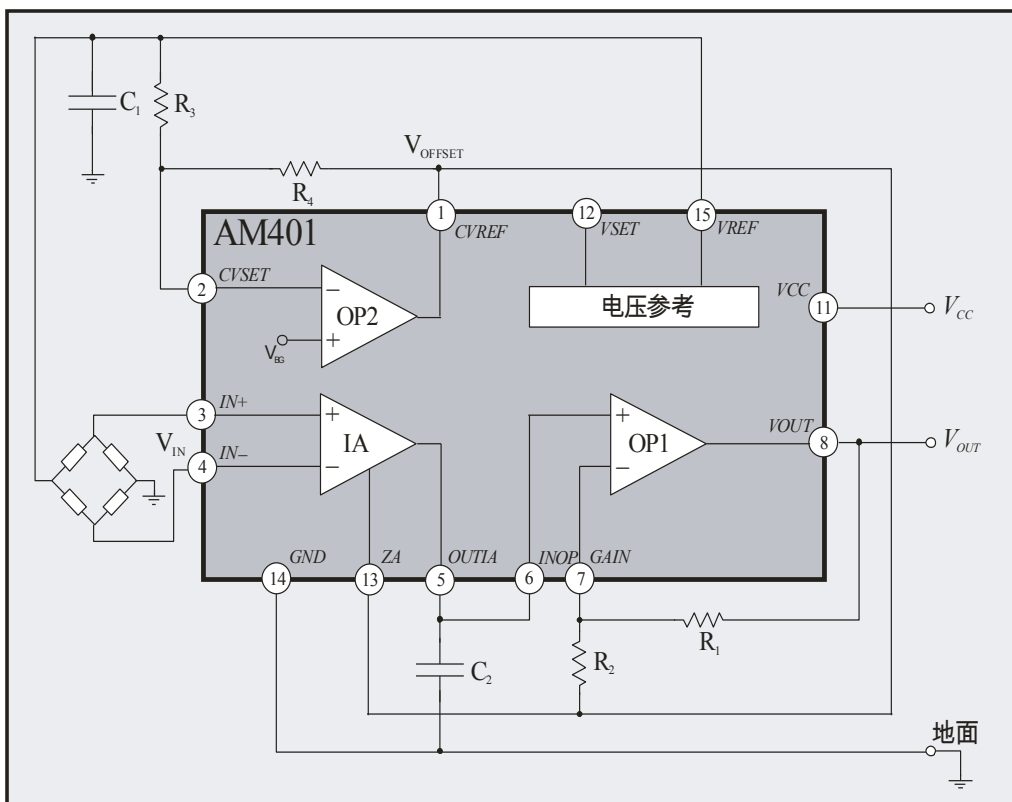 C1
R3
VOFFSET
R4
AM401
1
CVREF
12
VSET
15
VREF
2
CVSET
OP2
VBG
电压参考
VCC
11
VCC
3
IN+
VIN
IN−
4
IA
OP1
VOUT
8
VOUT
GND
14
ZA
13
OUTIA
5
INOP
6
GAIN
7
R1
R2
C2
地面